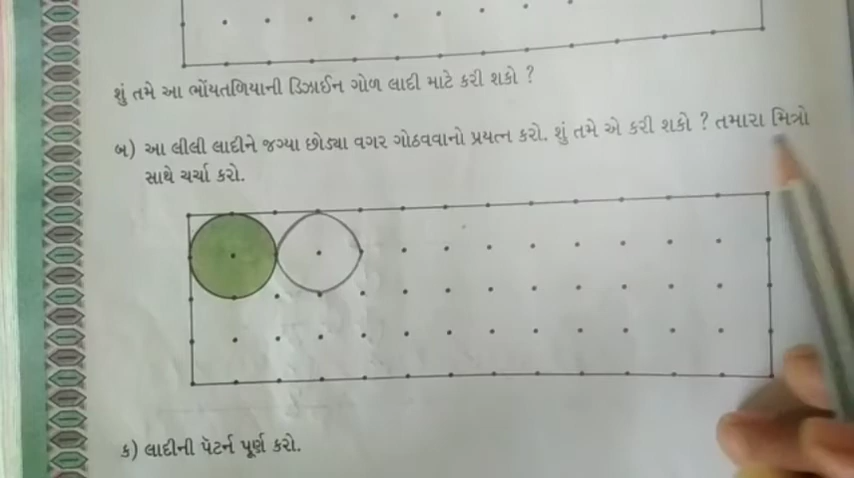 શું તમે આ ભોંયતળિયાની ડિઝાઈન ગોળ લાદી માટે કરી શકો ?
બ) આ લીલી લાદીને જગ્યા છોડ્યા વગર ગોઠવવાનો પ્રયત્ન કરો. શું તમે એ કરી શકો ? તમારા મિત્રો
સાથે ચર્ચા કરો.
ક) લાદીની પૅટર્ન પૂર્ણ કરો.